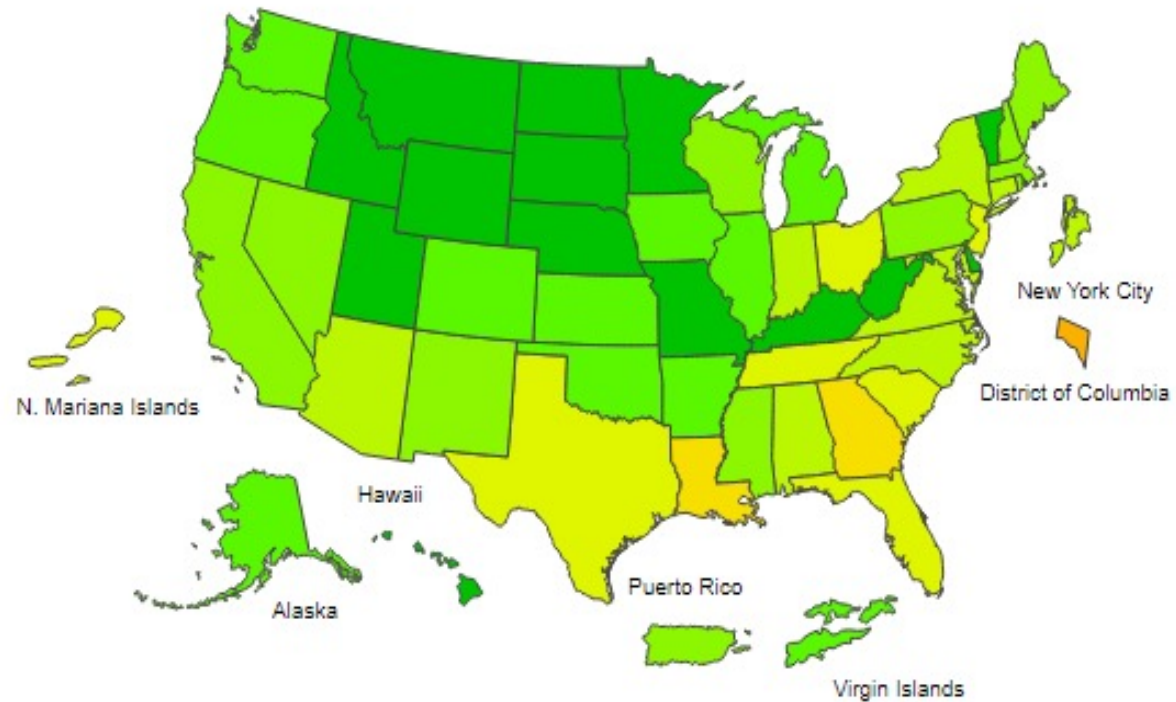 New York City
District of Columbia
N. Mariana Islands
Hawaii
Puerto Rico
Alaska
Virgin Islands